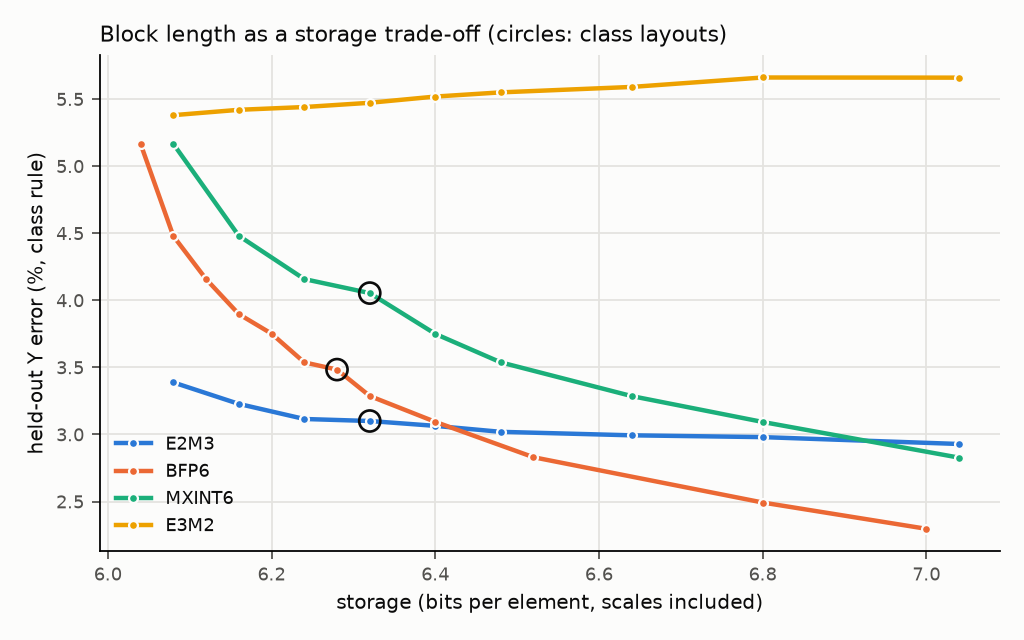 Block length as a storage trade-off (circles: class layouts)
held-out Y error (%, class rule)
5.5
5.0
4.5
4.0
3.5
3.0
2.5
E2M3
BFP6
MXINT6
E3M2
6.0 6.2 6.4 6.6 6.8 7.0
storage (bits per element, scales included)